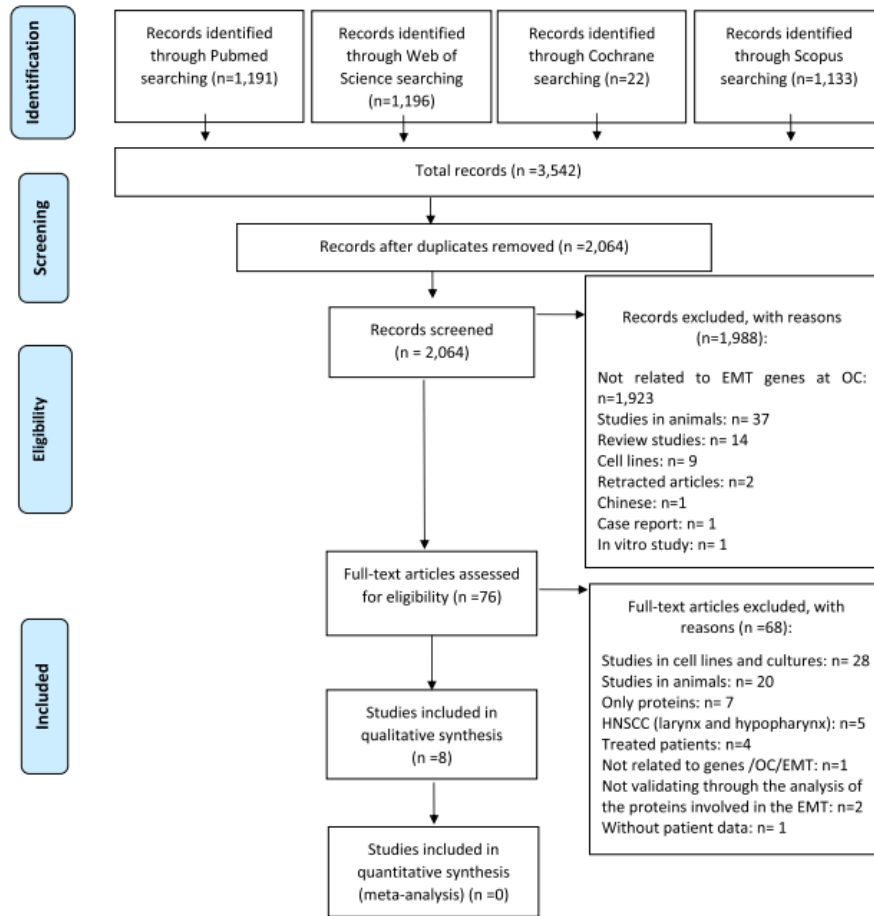 Identification
Records identified
through Pubmed
searching (n=1,191)
Records identified
through Web of
Science searching
(n=1,196)
Records identified
through Cochrane
searching (n=22)
Records identified
through Scopus
searching (n=1,133)
Total records (n =3,542)
Screening
Records after duplicates removed (n =2,064)
Records screened
(n = 2,064)
Records excluded, with reasons
(n=1,988):
Not related to EMT genes at OC:
n=1,923
Studies in animals: n= 37
Review studies: n= 14
Cell lines: n= 9
Retracted articles: n=2
Chinese: n=1
Case report: n= 1
In vitro study: n= 1
Eligibility
Full-text articles assessed
for eligibility (n =76)
Full-text articles excluded, with
reasons (n =68):
Studies in cell lines and cultures: n= 28
Studies in animals: n= 20
Only proteins: n= 7
HNSCC (larynx and hypopharynx): n=5
Treated patients: n=4
Not related to genes /OC/EMT: n=1
Not validating through the analysis of
the proteins involved in the EMT: n=2
Without patient data: n= 1
Included
Studies included in
qualitative synthesis
(n =8)
Studies included in
quantitative synthesis
(meta-analysis) (n =0)